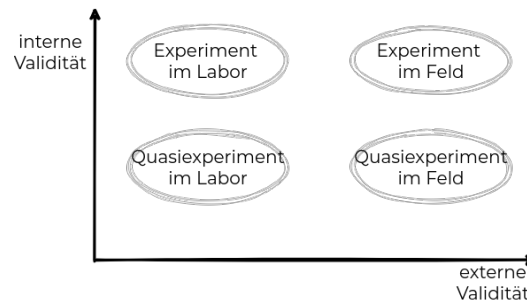 interne
Validität
Experiment
im Labor
Experiment
im Feld
Quasiexperiment
im Labor
Quasiexperiment
im Feld
externe
Validität